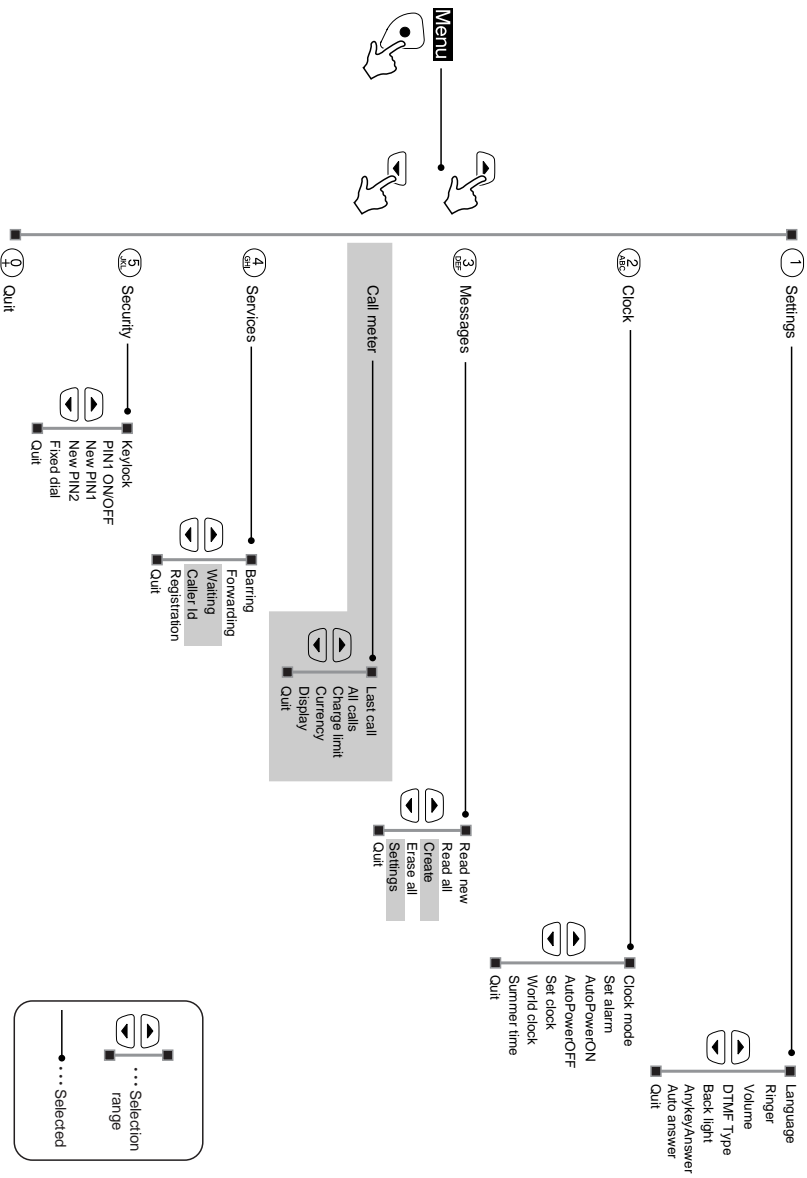 Menu
1 Settings
Language
Ringer
Volume
DTMF Type
Back light
AnykeyAnswer
Auto answer
Quit
2 ABC Clock
Clock mode
Set alarm
AutoPowerON
AutoPowerOFF
Set clock
World clock
Summer time
Quit
3 DEF Messages
Read new
Read all
Create
Erase all
Settings
Quit
Call meter
Last call
All calls
Charge limit
Currency
Display
Quit
4 GHI Services
Barring
Forwarding
Waiting
Caller Id
Registration
Quit
5 JKL Security
Keylock
PIN1 ON/OFF
New PIN1
New PIN2
Fixed dial
Quit
0 + Quit
··· Selection
range
··· Selected